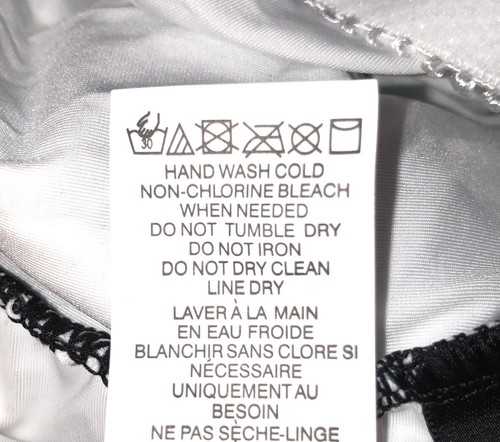 30
HAND WASH COLD
NON-CHLORINE BLEACH
WHEN NEEDED
DO NOT TUMBLE DRY
DO NOT IRON
DO NOT DRY CLEAN
LINE DRY
LAVER À LA MAIN
EN EAU FROIDE
BLANCHIR SANS CLORE SI
NÉCESSAIRE
UNIQUEMENT AU
BESOIN
NE PAS SÈCHE-LINGE